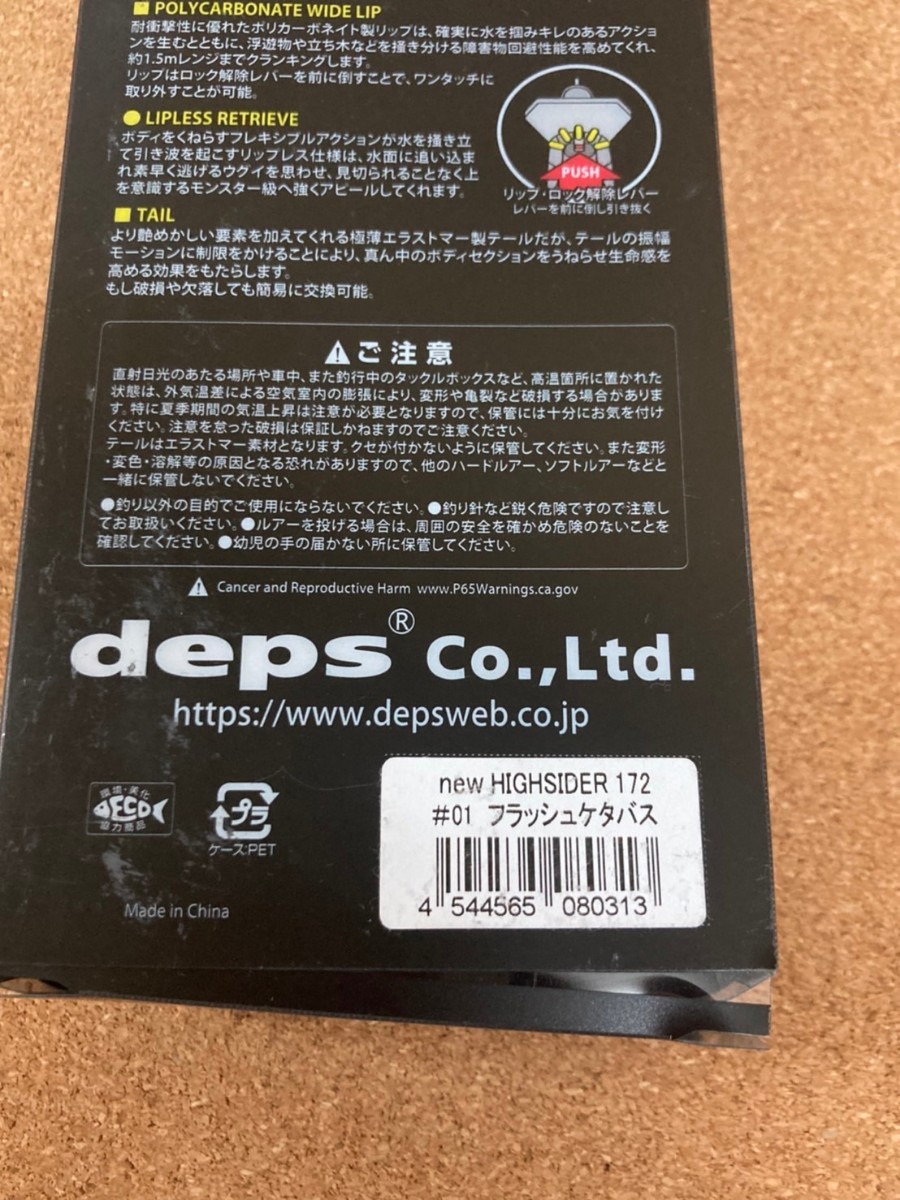 ■ POLYCARBONATE WIDE LIP
耐衝撃性に優れたポリカーボネイト製リップは、確実に水を掴みキレのあるアクショ
ンを生むとともに、浮遊物や立ち木などを掻き分ける障害物回避性能を高めてくれ、
約1.5mレンジまでクランキングします。
リップはロック解除レバーを前に倒すことで、ワンタッチに
取り外すことが可能。
● LIPLESS RETRIEVE
ボディをくねらすフレキシブルアクションが水を掻き立
て引き波を起こすリップレス仕様は、水面に追い込ま
れ素早く逃げるウグイを思わせ、見切られることなく上
を意識するモンスター級へ強くアピールしてくれます。
PUSH
リップ・ロック解除レバー
レバーを前に倒し引き抜く
■ TAIL
より艶めかしい要素を加えてくれる極薄エラストマー製テールだが、テールの振幅
モーションに制限をかけることにより、真ん中のボディセクションをうねらせ生命感を
高める効果をもたらします。
もし破損や欠落しても簡易に交換可能。
⚠ご注意
直射日光のあたる場所や車中、また釣行中のタックルボックスなど、高温箇所に置かれた
状態は、外気温差による空気室内の膨張により、変形や亀裂など破損する場合がありま
す。特に夏季期間の気温上昇は注意が必要となりますので、保管には十分にお気を付け
ください。注意を怠った破損は保証しかねますのでご注意ください。
テールはエラストマー素材となります。クセが付かないように保管してください。また変形
・変色・溶解等の原因となる恐れがありますので、他のハードルアー、ソフトルアーなどと
一緒に保管しないでください。
●釣り以外の目的でご使用にならないでください。●釣り針など鋭く危険ですので注意し
てお取扱いください。●ルアーを投げる場合は、周囲の安全を確かめ危険のないことを
確認してください。●幼児の手の届かない所に保管してください。
⚠ Cancer and Reproductive Harm www.P65Warnings.ca.gov
deps® Co.,Ltd.
https://www.depsweb.co.jp
環境・美化
ECO
協力商品
プラ
ケース:PET
Made in China
new HIGHSIDER 172
#01 フラッシュケタバス
4 544565 080313